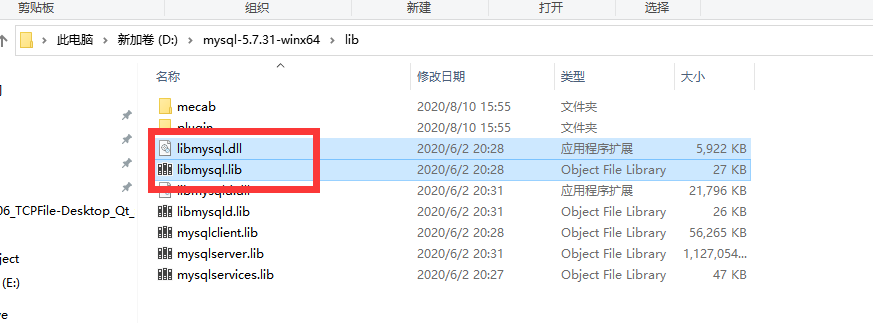 剪贴板 组织 新建 打开 选择
此电脑 新加卷 (D:) mysql-5.7.31-winx64 lib
名称 修改日期 类型 大小
mecab 2020/8/10 15:55 文件夹
plugin 2020/8/10 15:55 文件夹
libmysql.dll 2020/6/2 20:28 应用程序扩展 5,922 KB
libmysql.lib 2020/6/2 20:28 Object File Library 27 KB
libmysqld.dll 2020/6/2 20:31 应用程序扩展 21,796 KB
06_TCPFile-Desktop_Qt_ libmysqld.lib 2020/6/2 20:31 Object File Library 26 KB
mysqlclient.lib 2020/6/2 20:28 Object File Library 56,265 KB
ject mysqlserver.lib 2020/6/2 20:31 Object File Library 1,127,054...
(E:) mysqlservices.lib 2020/6/2 20:27 Object File Library 47 KB
ve